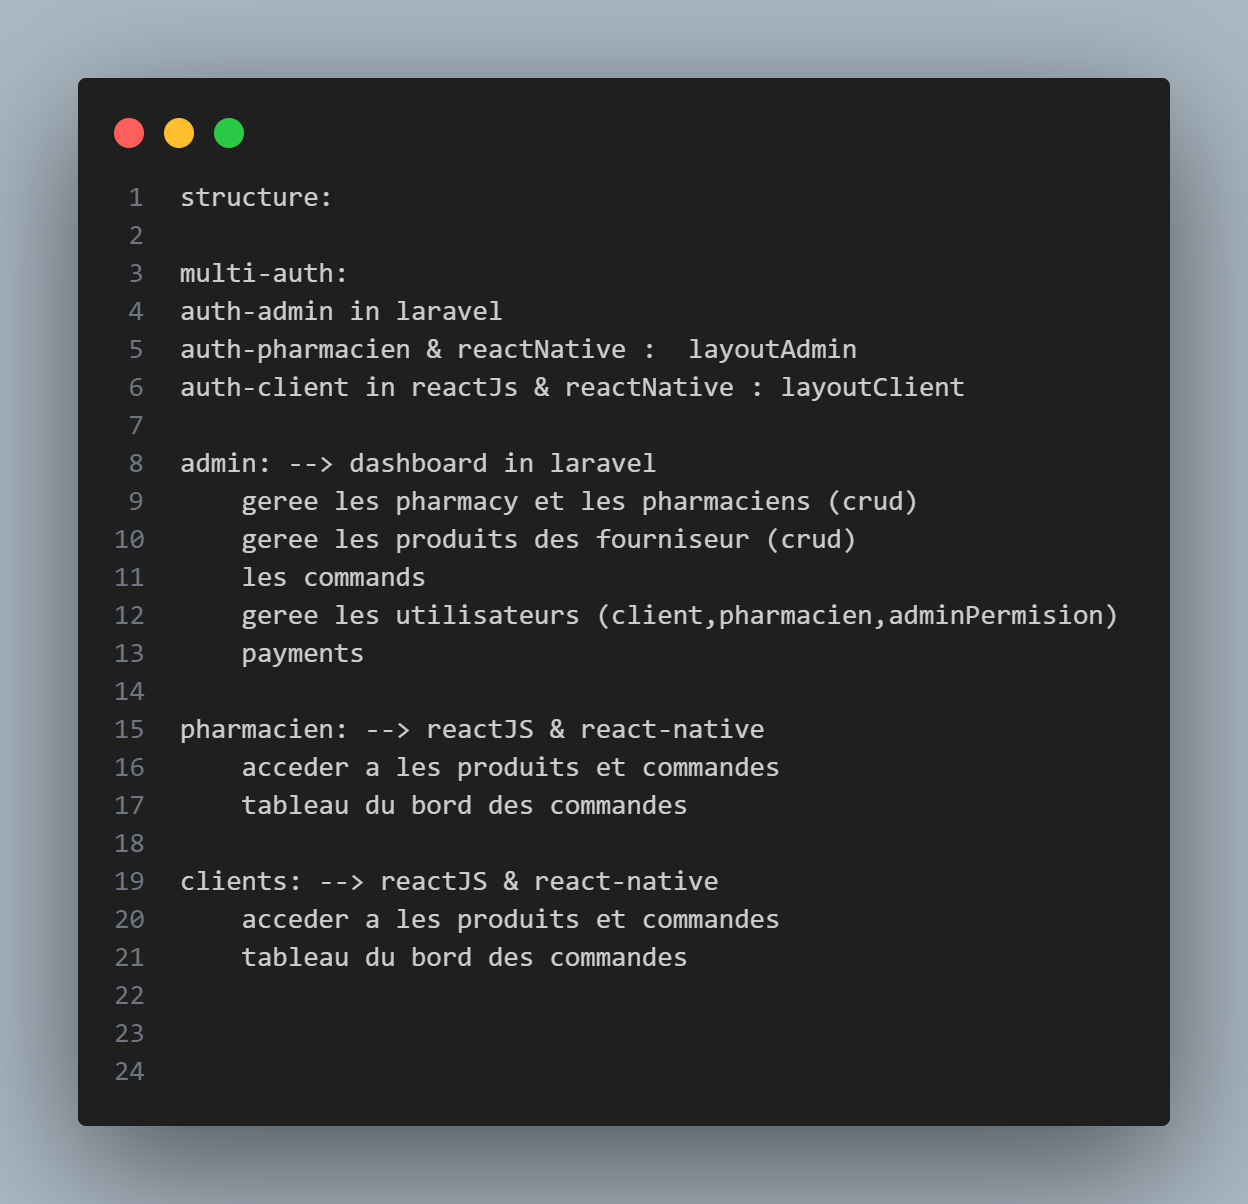 1 structure:
2
3 multi-auth:
4 auth-admin in laravel
5 auth-pharmacien & reactNative :  layoutAdmin
6 auth-client in reactJs & reactNative : layoutClient
7
8 admin: --> dashboard in laravel
9     geree les pharmacy et les pharmaciens (crud)
10     geree les produits des fourniseur (crud)
11     les commands
12     geree les utilisateurs (client,pharmacien,adminPermision)
13     payments
14
15 pharmacien: --> reactJS & react-native
16     acceder a les produits et commandes
17     tableau du bord des commandes
18
19 clients: --> reactJS & react-native
20     acceder a les produits et commandes
21     tableau du bord des commandes
22
23
24